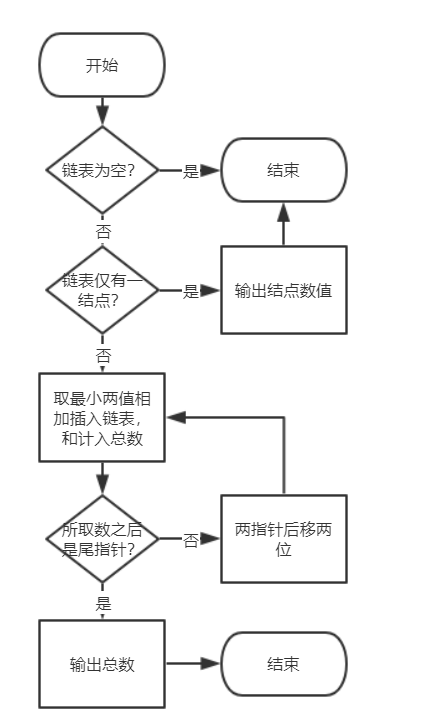 开始
链表为空?
是
结束
否
链表仅有一
结点?
是
输出结点数值
否
取最小两值相
加插入链表,
和计入总数
所取数之后
是尾指针?
否
两指针后移两
位
是
输出总数
结束